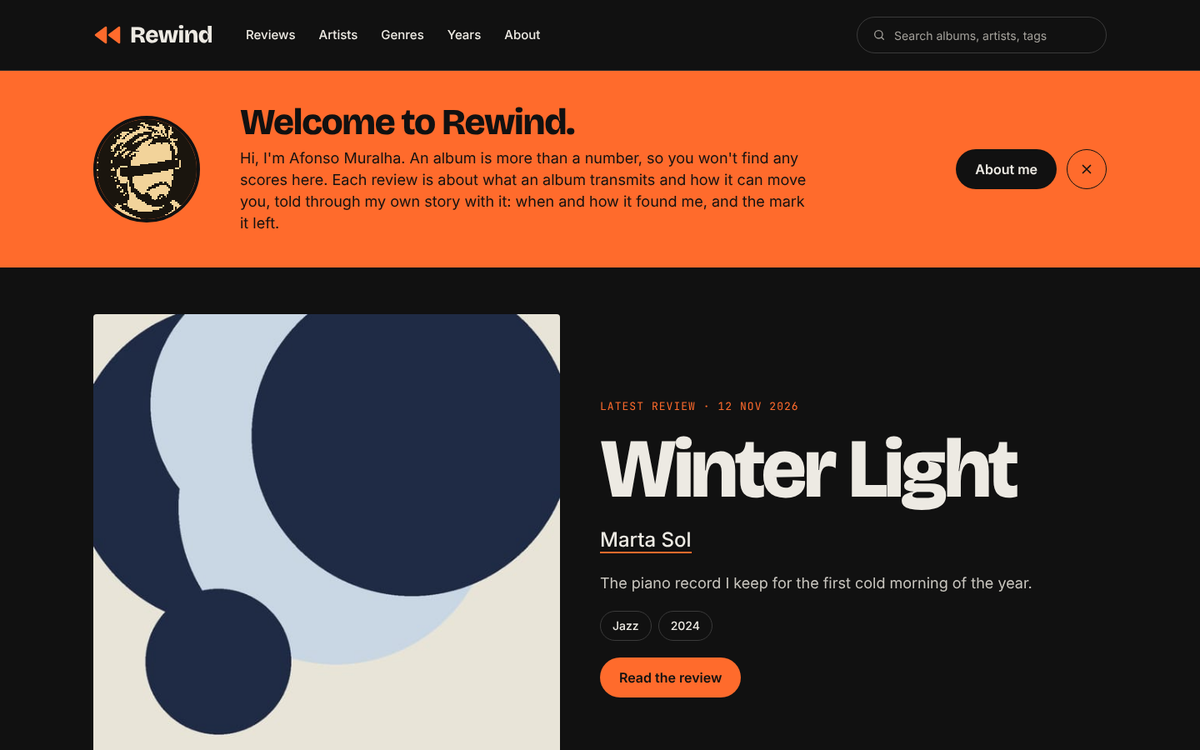 Rewind
Reviews
Artists
Genres
Years
About
Search albums, artists, tags
Welcome to Rewind.
Hi, I'm Afonso Muralha. An album is more than a number, so you won't find any
scores here. Each review is about what an album transmits and how it can move
you, told through my own story with it: when and how it found me, and the mark
it left.
About me
LATEST REVIEW · 12 NOV 2026
Winter Light
Marta Sol
The piano record I keep for the first cold morning of the year.
Jazz
2024
Read the review